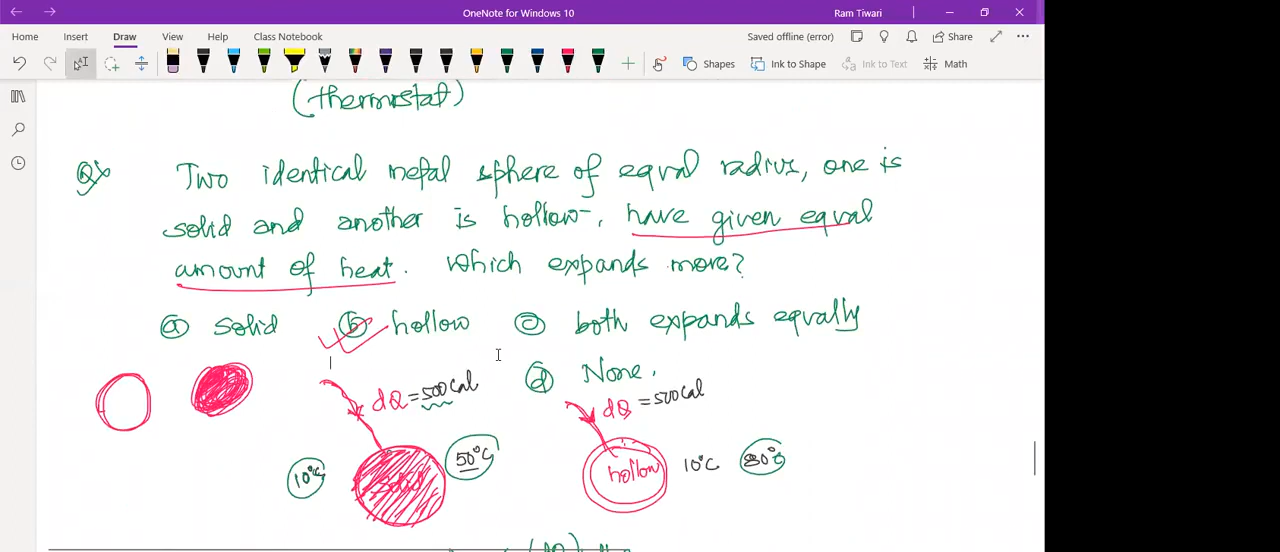 OneNote for Windows 10
Ram Tiwari
Home Insert Draw View Help Class Notebook
Saved offline (error) Share
Shapes Ink to Shape Ink to Text Math
(thermostat)
Qx Two identical metal sphere of equal radius, one is
solid and another is hollow, have given equal
amount of heat. Which expands more?
a solid b hollow c both expands equally
d None.
dQ = 500 Cal
dQ = 500 Cal
10°C solid 50°C hollow 10°C 80°